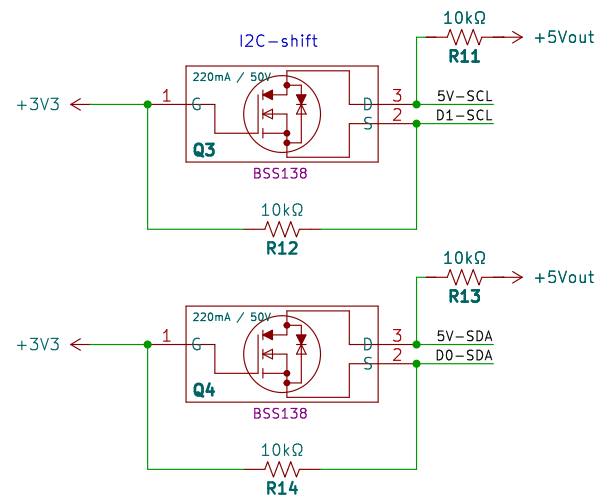 10kΩ
+5Vout
R11
I2C-shift
220mA / 50V
+3V3
1
G
D
3
5V-SCL
S
2
D1-SCL
Q3
BSS138
10kΩ
R12
10kΩ
+5Vout
R13
220mA / 50V
+3V3
1
G
D
3
5V-SDA
S
2
D0-SDA
Q4
BSS138
10kΩ
R14